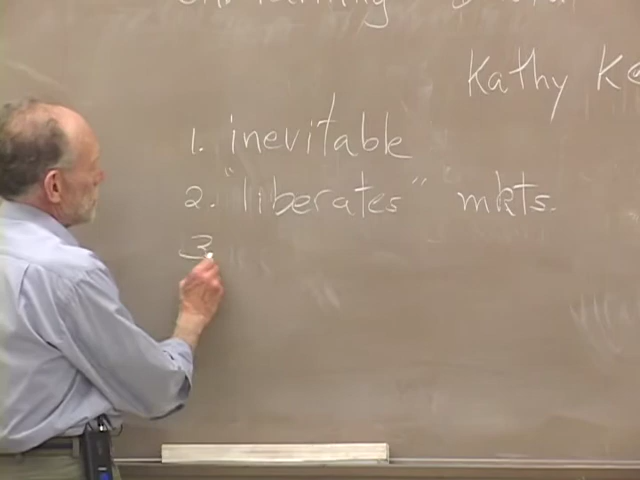 Kathy
1. inevitable
2. "liberates" mkts.
3